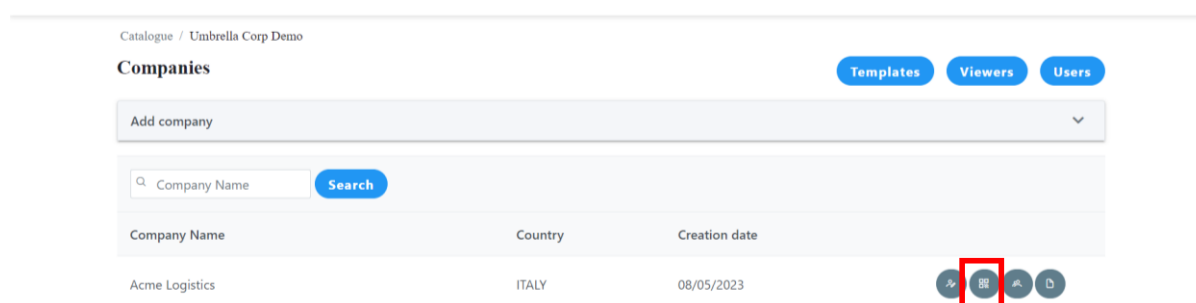 Catalogue / Umbrella Corp Demo
Companies
Templates Viewers Users
Add company
Company Name Search
Company Name Country Creation date
Acme Logistics ITALY 08/05/2023